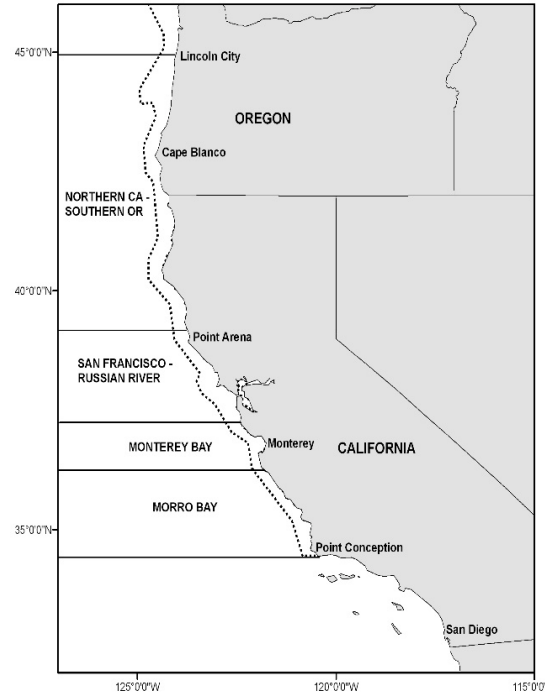 45°0'0"N
Lincoln City
OREGON
Cape Blanco
NORTHERN CA -
SOUTHERN OR
40°0'0"N
Point Arena
SAN FRANCISCO -
RUSSIAN RIVER
Monterey
MONTEREY BAY
CALIFORNIA
MORRO BAY
35°0'0"N
Point Conception
San Diego
125°0'0"W
120°0'0"W
115°0'0"W